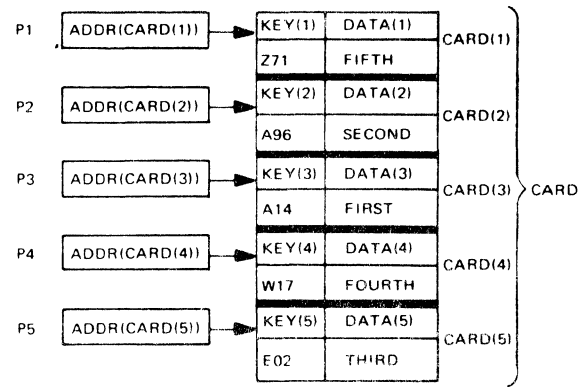 P1 ADDR(CARD(1)) KEY(1) DATA(1) CARD(1)
Z71 FIFTH
P2 ADDR(CARD(2)) KEY(2) DATA(2) CARD(2)
A96 SECOND
P3 ADDR(CARD(3)) KEY(3) DATA(3) CARD(3) CARD
A14 FIRST
P4 ADDR(CARD(4)) KEY(4) DATA(4) CARD(4)
W17 FOURTH
P5 ADDR(CARD(5)) KEY(5) DATA(5) CARD(5)
E02 THIRD